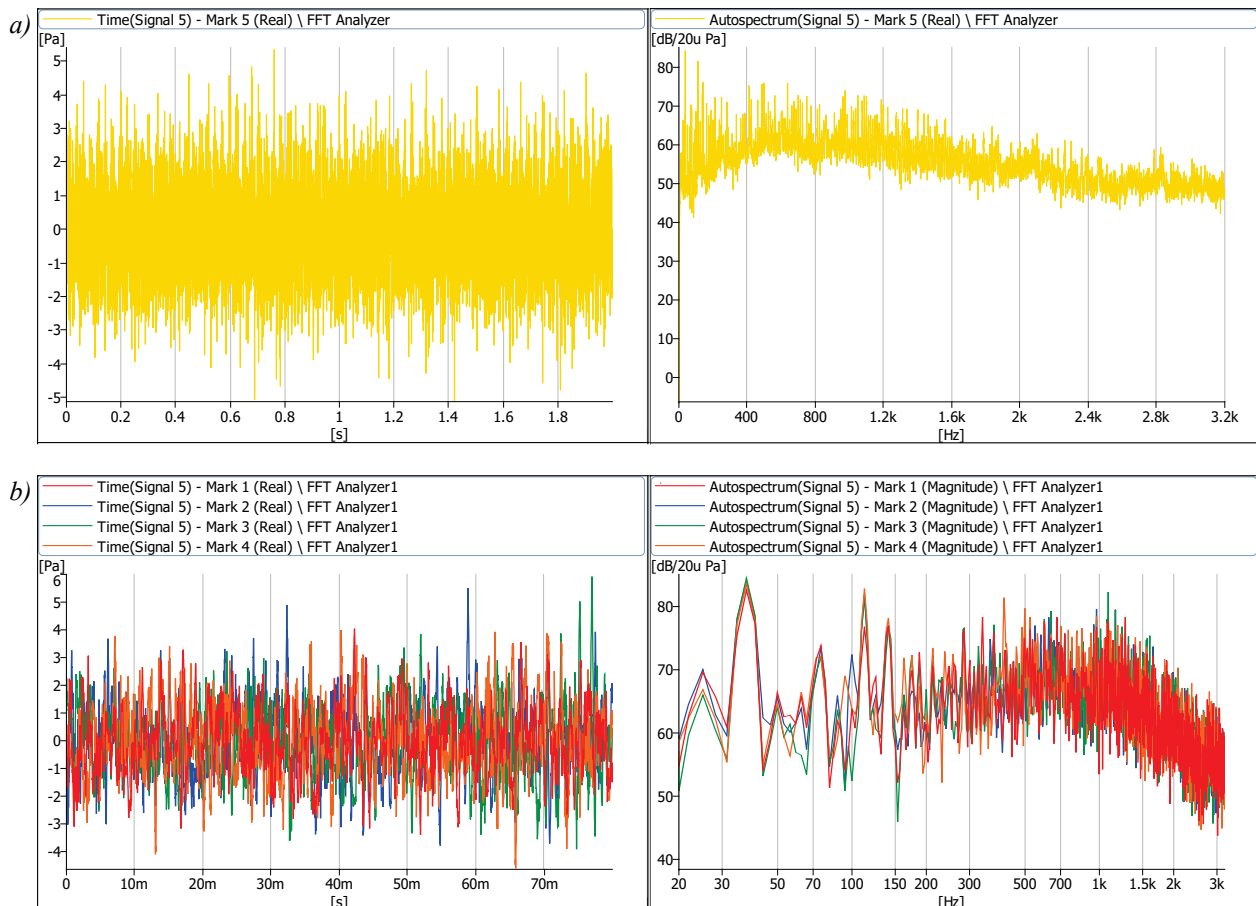 a)
Time(Signal 5) - Mark 5 (Real) \ FFT Analyzer
[Pa]
5
4
3
2
1
0
-1
-2
-3
-4
-5
0 0.2 0.4 0.6 0.8 1 1.2 1.4 1.6 1.8
[s]
Autospectrum(Signal 5) - Mark 5 (Real) \ FFT Analyzer
[dB/20u Pa]
80
70
60
50
40
30
20
10
0
0 400 800 1.2k 1.6k 2k 2.4k 2.8k 3.2k
[Hz]
b)
Time(Signal 5) - Mark 1 (Real) \ FFT Analyzer1
Time(Signal 5) - Mark 2 (Real) \ FFT Analyzer1
Time(Signal 5) - Mark 3 (Real) \ FFT Analyzer1
Time(Signal 5) - Mark 4 (Real) \ FFT Analyzer1
[Pa]
6
5
4
3
2
1
0
-1
-2
-3
-4
0 10m 20m 30m 40m 50m 60m 70m
[s]
Autospectrum(Signal 5) - Mark 1 (Magnitude) \ FFT Analyzer1
Autospectrum(Signal 5) - Mark 2 (Magnitude) \ FFT Analyzer1
Autospectrum(Signal 5) - Mark 3 (Magnitude) \ FFT Analyzer1
Autospectrum(Signal 5) - Mark 4 (Magnitude) \ FFT Analyzer1
[dB/20u Pa]
80
70
60
50
40
20 30 50 70 100 150 200 300 500 700 1k 1.5k 2k 3k
[Hz]